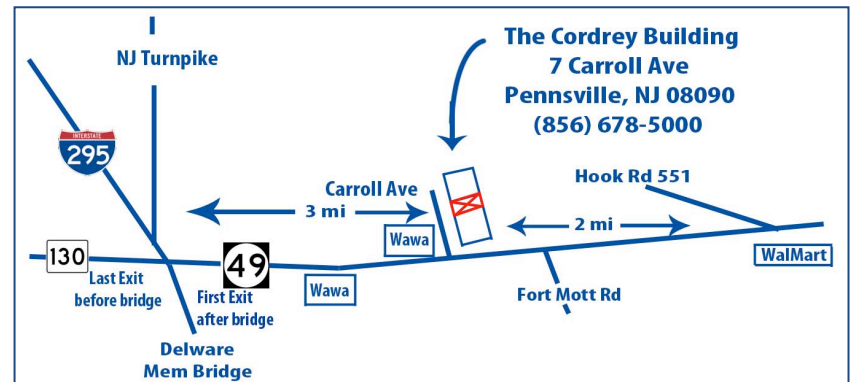 The Cordrey Building
7 Carroll Ave
Pennsville, NJ 08090
(856) 678-5000
NJ Turnpike
INTERSTATE
295
Carroll Ave
3 mi
Hook Rd 551
2 mi
Wawa
130
49
WalMart
Last Exit
before bridge
First Exit
after bridge
Wawa
Fort Mott Rd
Delware
Mem Bridge